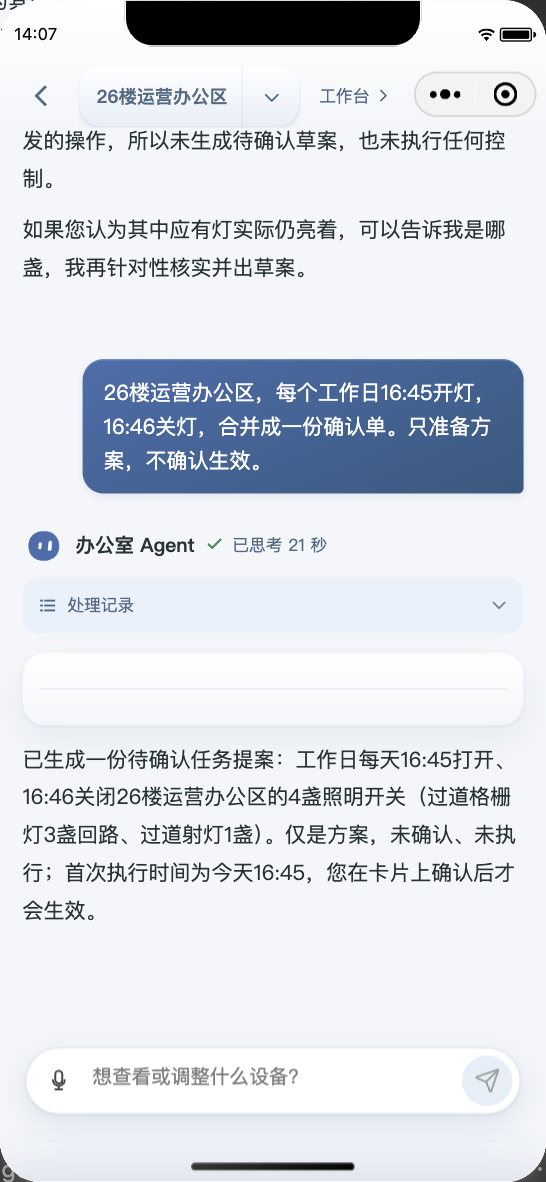 14:07
26楼运营办公区
工作台
发的操作，所以未生成待确认草案，也未执行任何控
制。
如果您认为其中应有灯实际仍亮着，可以告诉我是哪
盏，我再针对性核实并出草案。
26楼运营办公区，每个工作日16:45开灯，
16:46关灯，合并成一份确认单。只准备方
案，不确认生效。
办公室 Agent 已思考 21 秒
处理记录
已生成一份待确认任务提案：工作日每天16:45打开、
16:46关闭26楼运营办公区的4盏照明开关（过道格栅
灯3盏回路、过道射灯1盏）。仅是方案，未确认、未执
行；首次执行时间为今天16:45，您在卡片上确认后才
会生效。
想查看或调整什么设备？